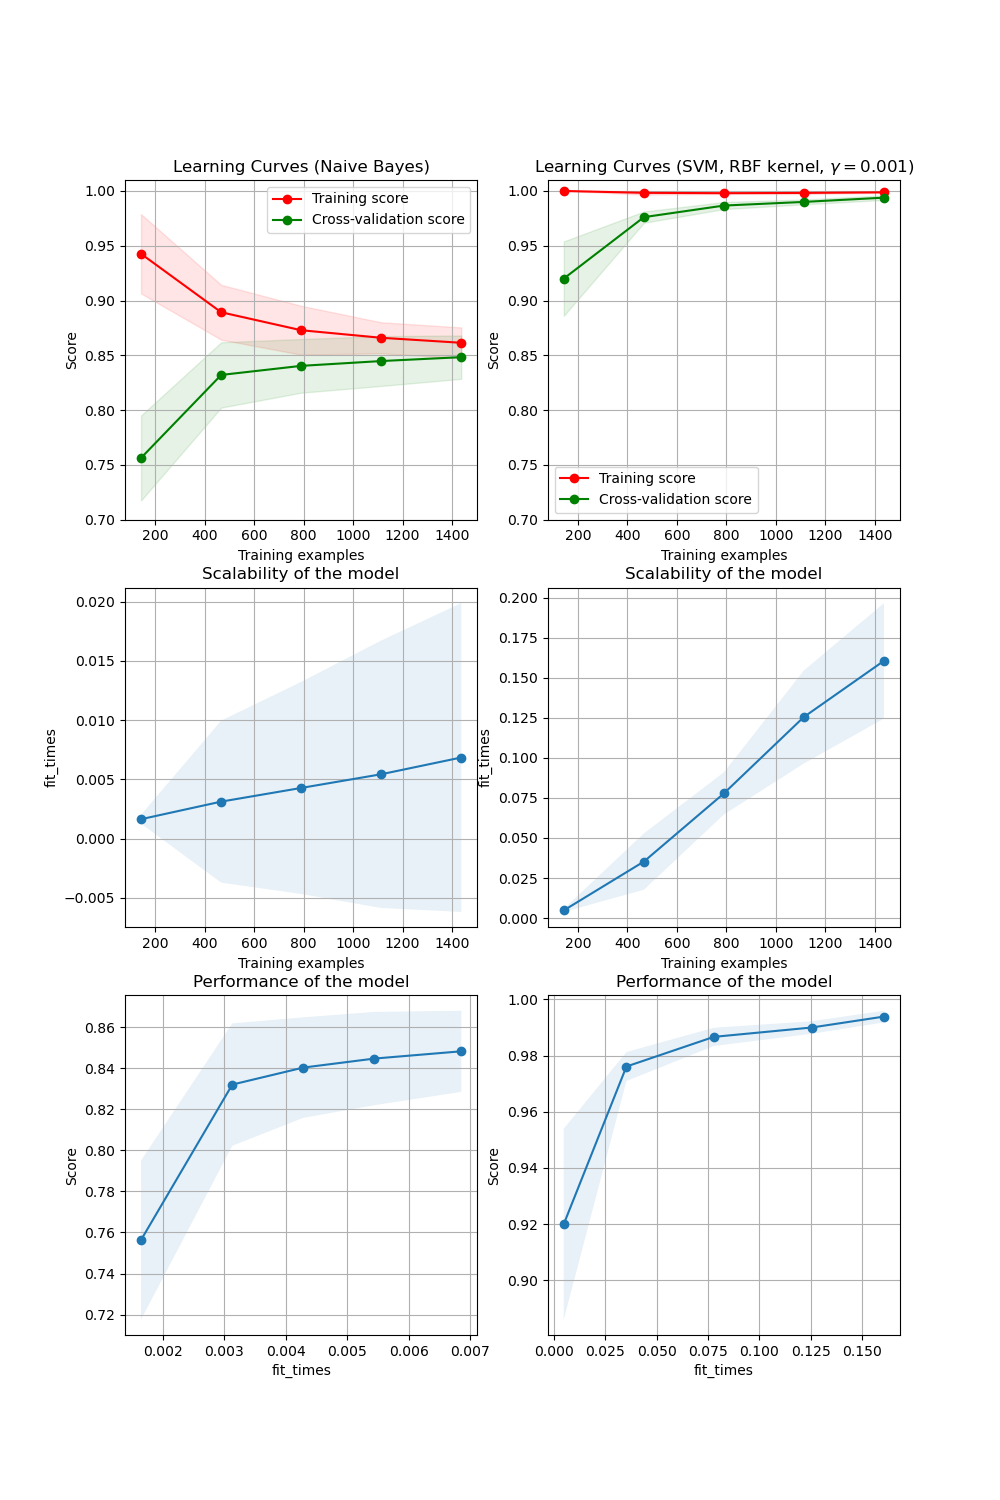 Learning Curves (Naive Bayes)
Score
1.00
0.95
0.90
0.85
0.80
0.75
0.70
Training score
Cross-validation score
200 400 600 800 1000 1200 1400
Training examples
Learning Curves (SVM, RBF kernel, γ = 0.001)
Score
1.00
0.95
0.90
0.85
0.80
0.75
0.70
Training score
Cross-validation score
200 400 600 800 1000 1200 1400
Training examples
Scalability of the model
fit_times
0.020
0.015
0.010
0.005
0.000
−0.005
200 400 600 800 1000 1200 1400
Training examples
Scalability of the model
fit_times
0.200
0.175
0.150
0.125
0.100
0.075
0.050
0.025
0.000
200 400 600 800 1000 1200 1400
Training examples
Performance of the model
Score
0.86
0.84
0.82
0.80
0.78
0.76
0.74
0.72
0.002 0.003 0.004 0.005 0.006 0.007
fit_times
Performance of the model
Score
1.00
0.98
0.96
0.94
0.92
0.90
0.000 0.025 0.050 0.075 0.100 0.125 0.150
fit_times